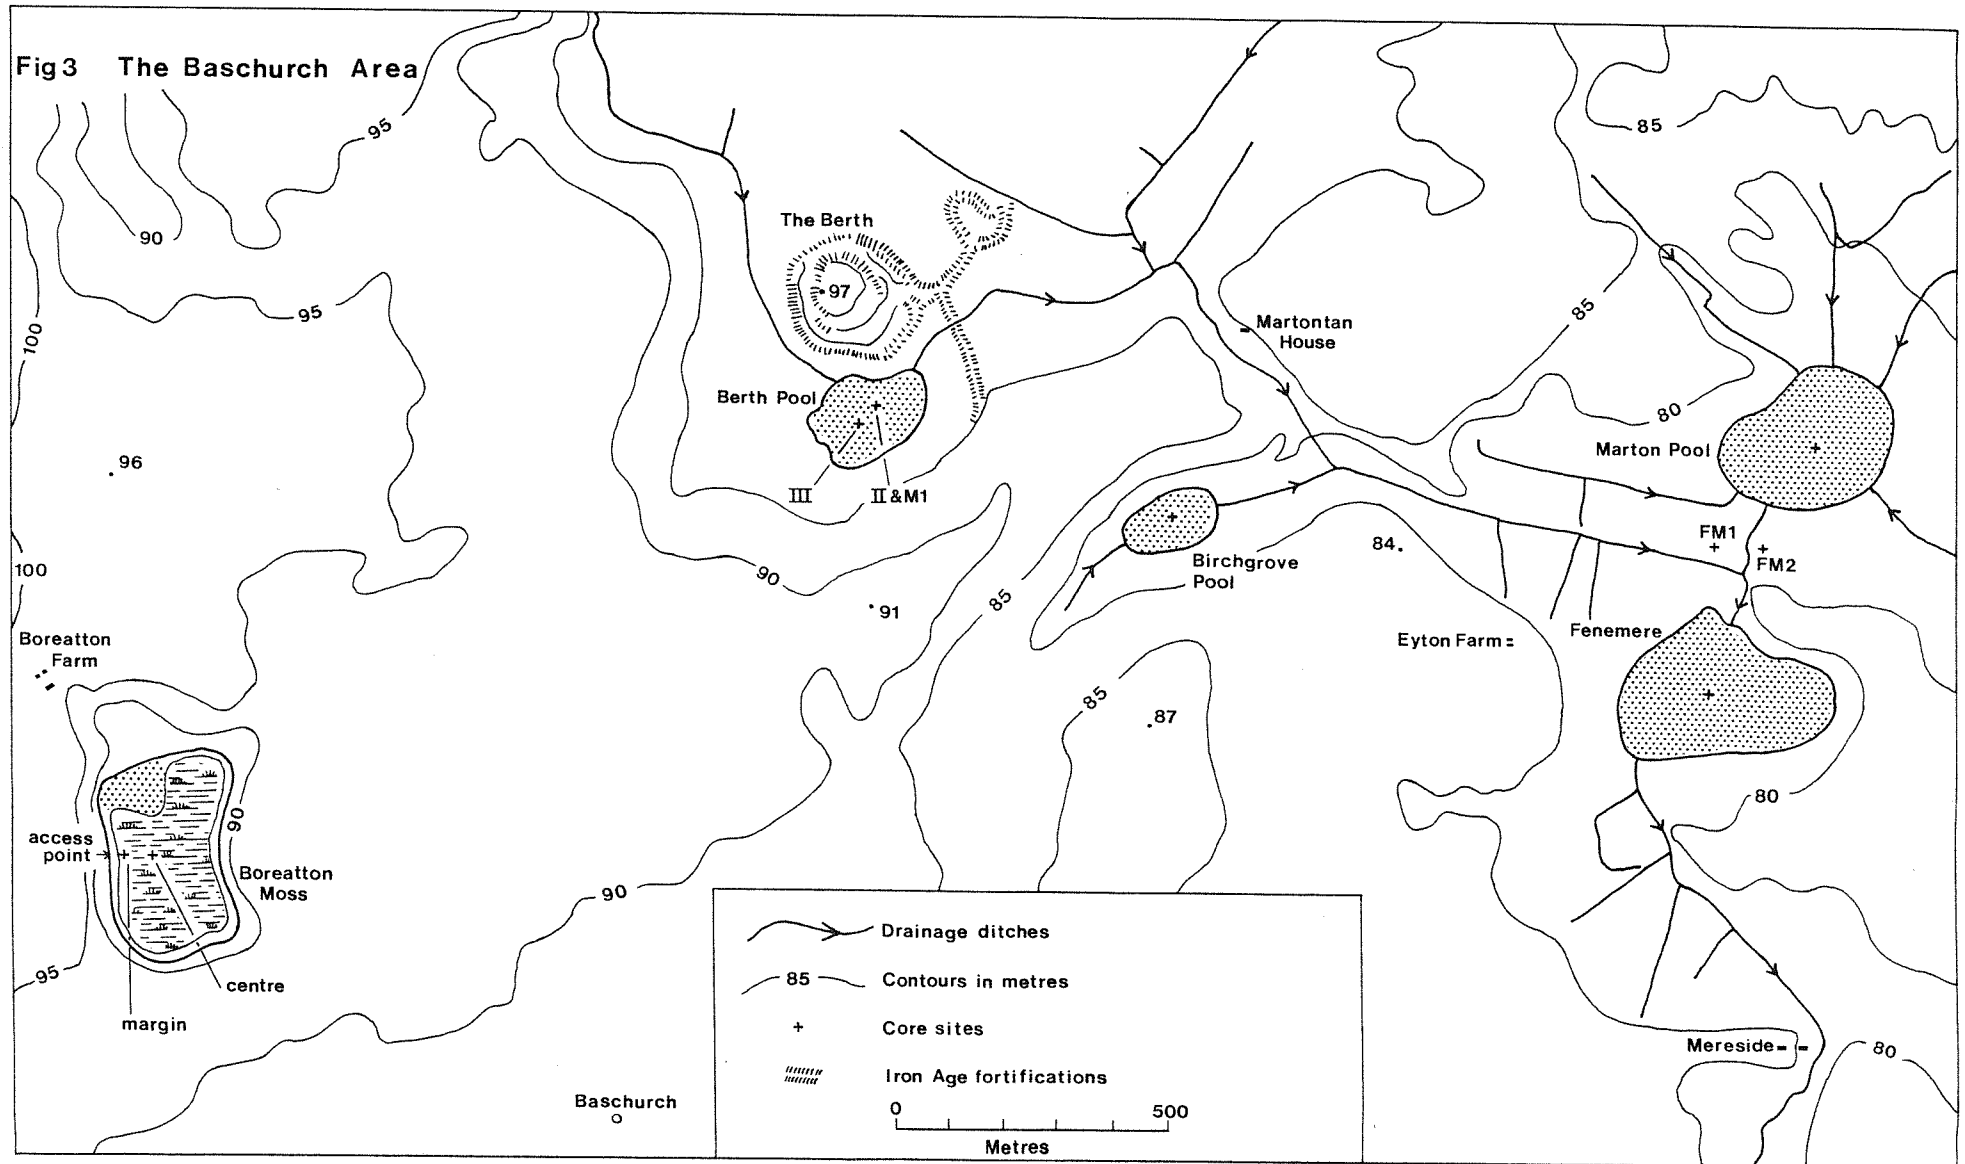 Fig 3 The Baschurch Area
95
85
90
The Berth
97
95
100
85
Martontan
House
Berth Pool
80
Marton Pool
96
III
II & M1
FM1
84
FM2
Birchgrove
Pool
100
90
85
91
Boreatton
Farm
Eyton Farm
Fenemere
85
87
90
80
access
point
Boreatton
Moss
90
95
centre
margin
Drainage ditches
85
Contours in metres
Core sites
Iron Age fortifications
0
500
Metres
Mereside
80
Baschurch